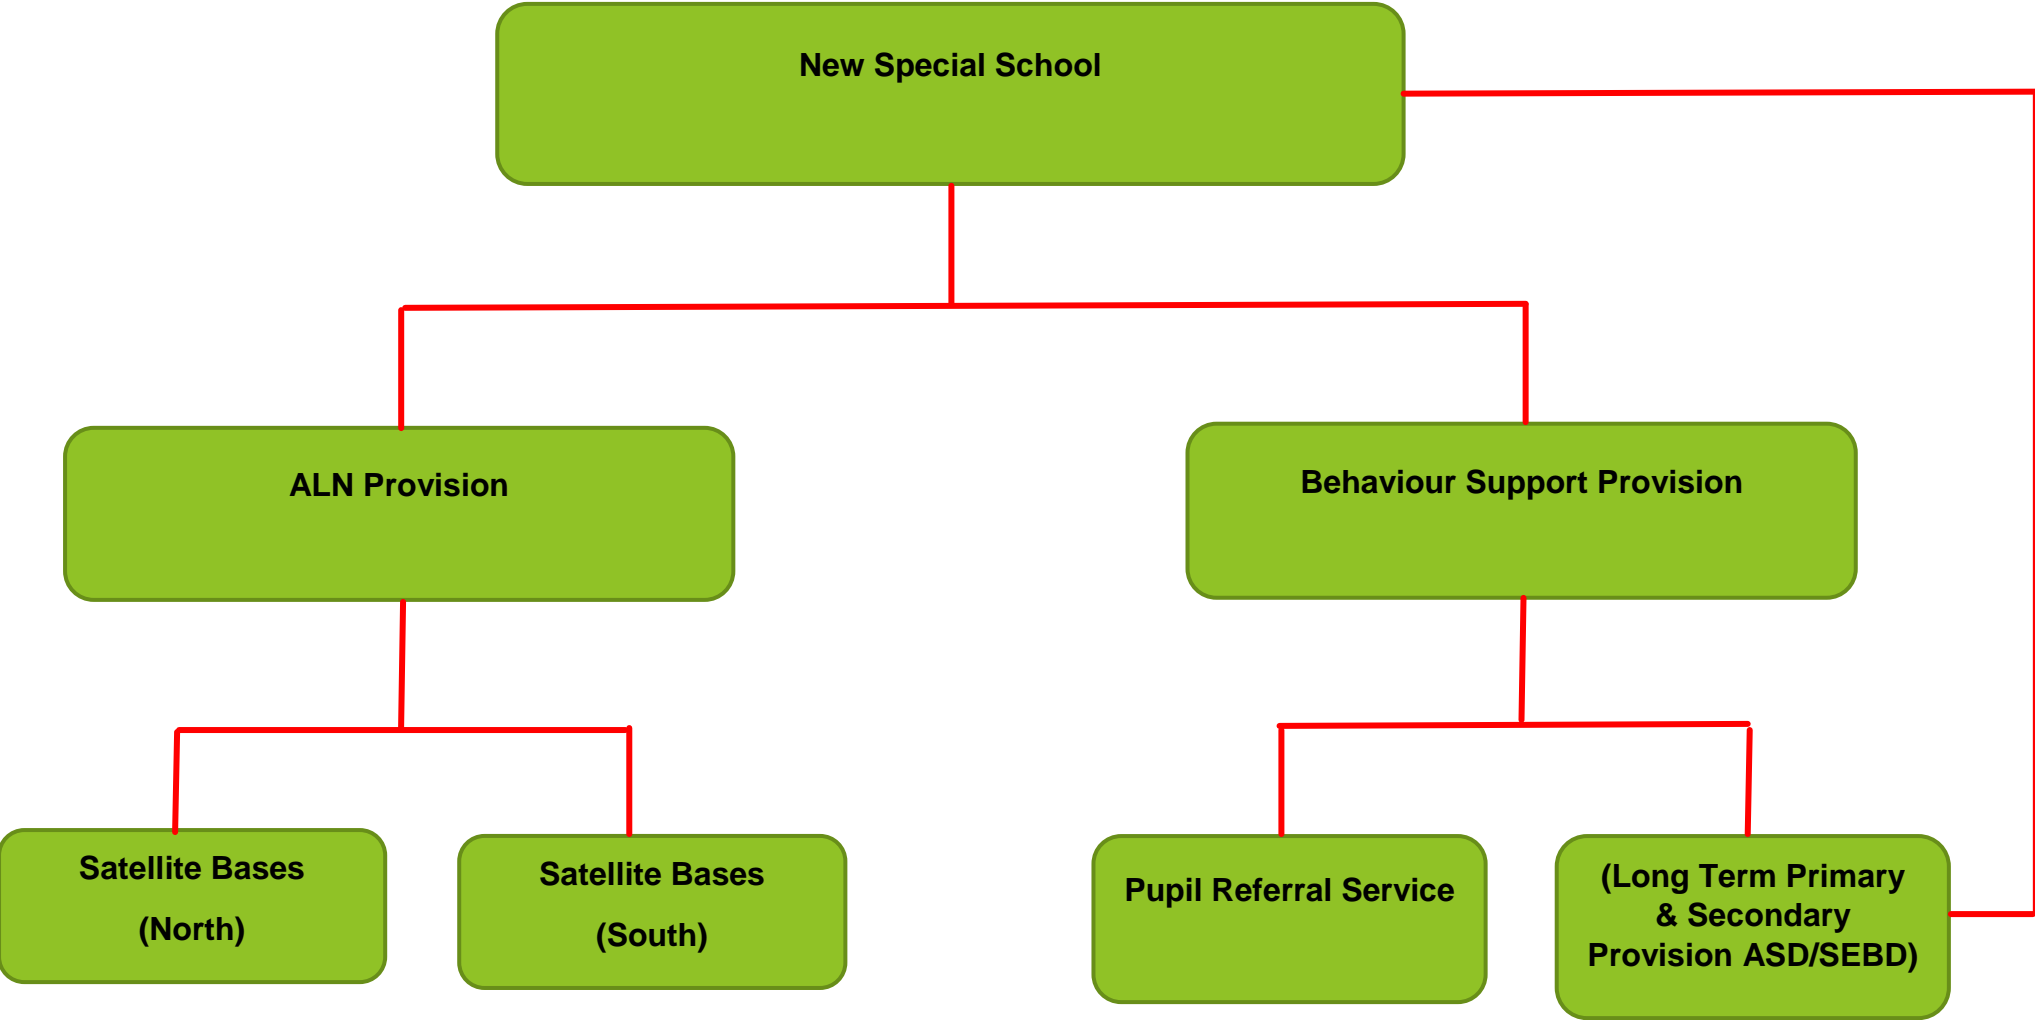 New Special School
ALN Provision
Behaviour Support Provision
Satellite Bases
(North)
Satellite Bases
(South)
Pupil Referral Service
(Long Term Primary
& Secondary
Provision ASD/SEBD)